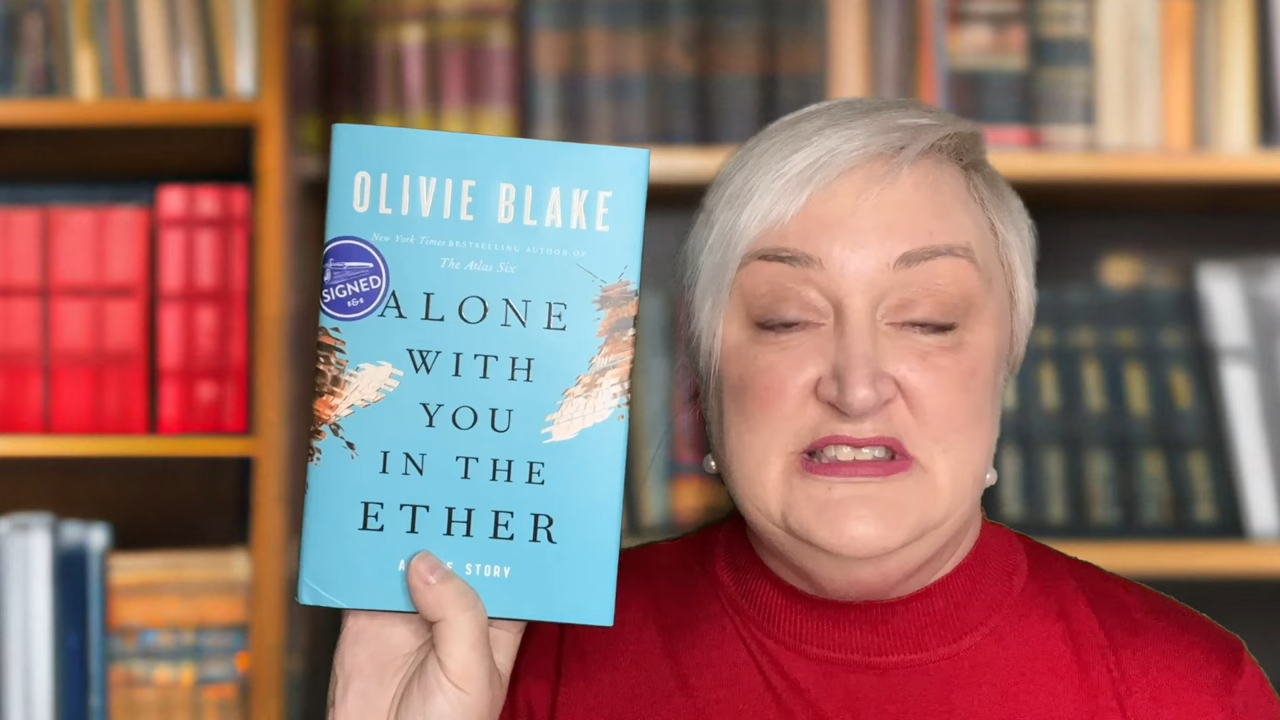 OLIVIE BLAKE
New York Times BESTSELLING AUTHOR OF
The Atlas Six
SIGNED
B&N
ALONE
WITH
YOU
IN THE
ETHER
A STORY